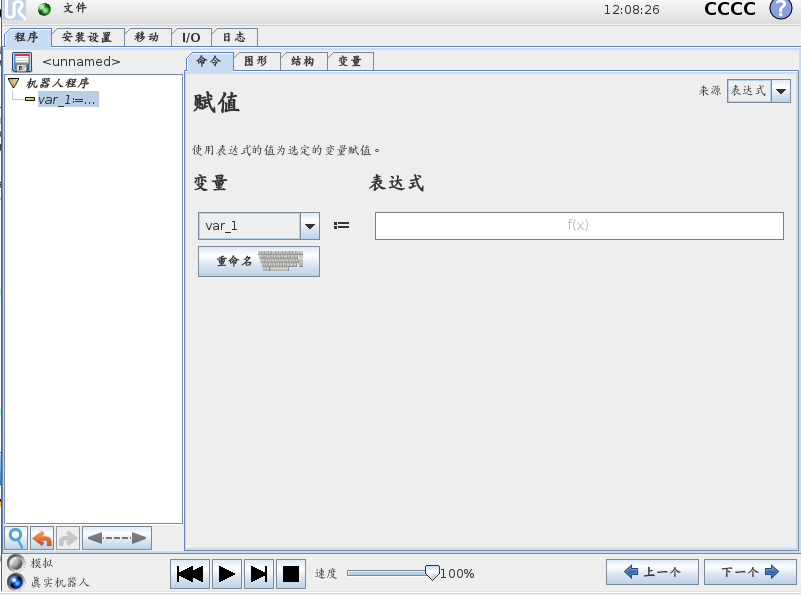 文件 12:08:26 CCCC ?
程序 安装设置 移动 I/O 日志
<unnamed> 命令 图形 结构 变量
机器人程序
var_1:=...
赋值
来源 表达式
使用表达式的值为选定的变量赋值。
变量 表达式
var_1 := f(x)
重命名
模拟
真实机器人
速度 100% 上一个 下一个